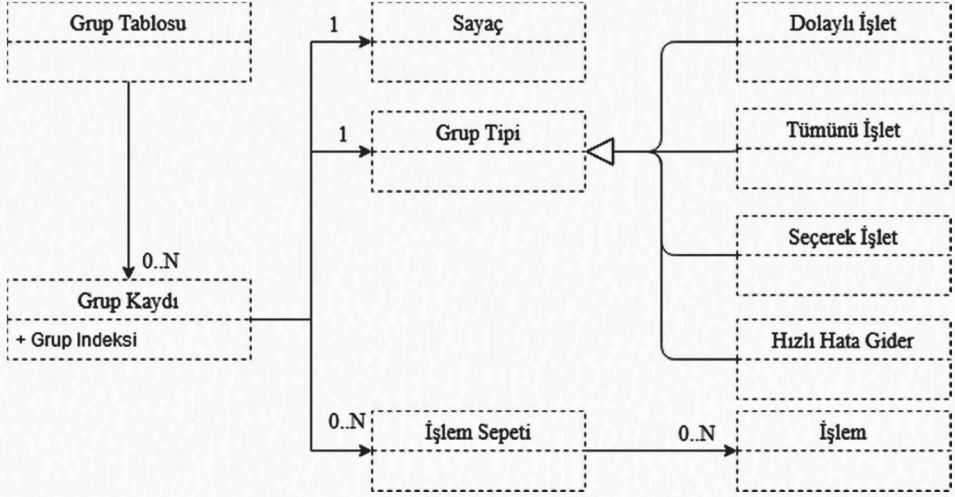 Grup Tablosu
1
Sayaç
Dolaylı İşlet
1
Grup Tipi
Tümünü İşlet
Seçerek İşlet
0..N
Grup Kaydı
+ Grup Indeksi
Hızlı Hata Gider
0..N
İşlem Sepeti
0..N
İşlem